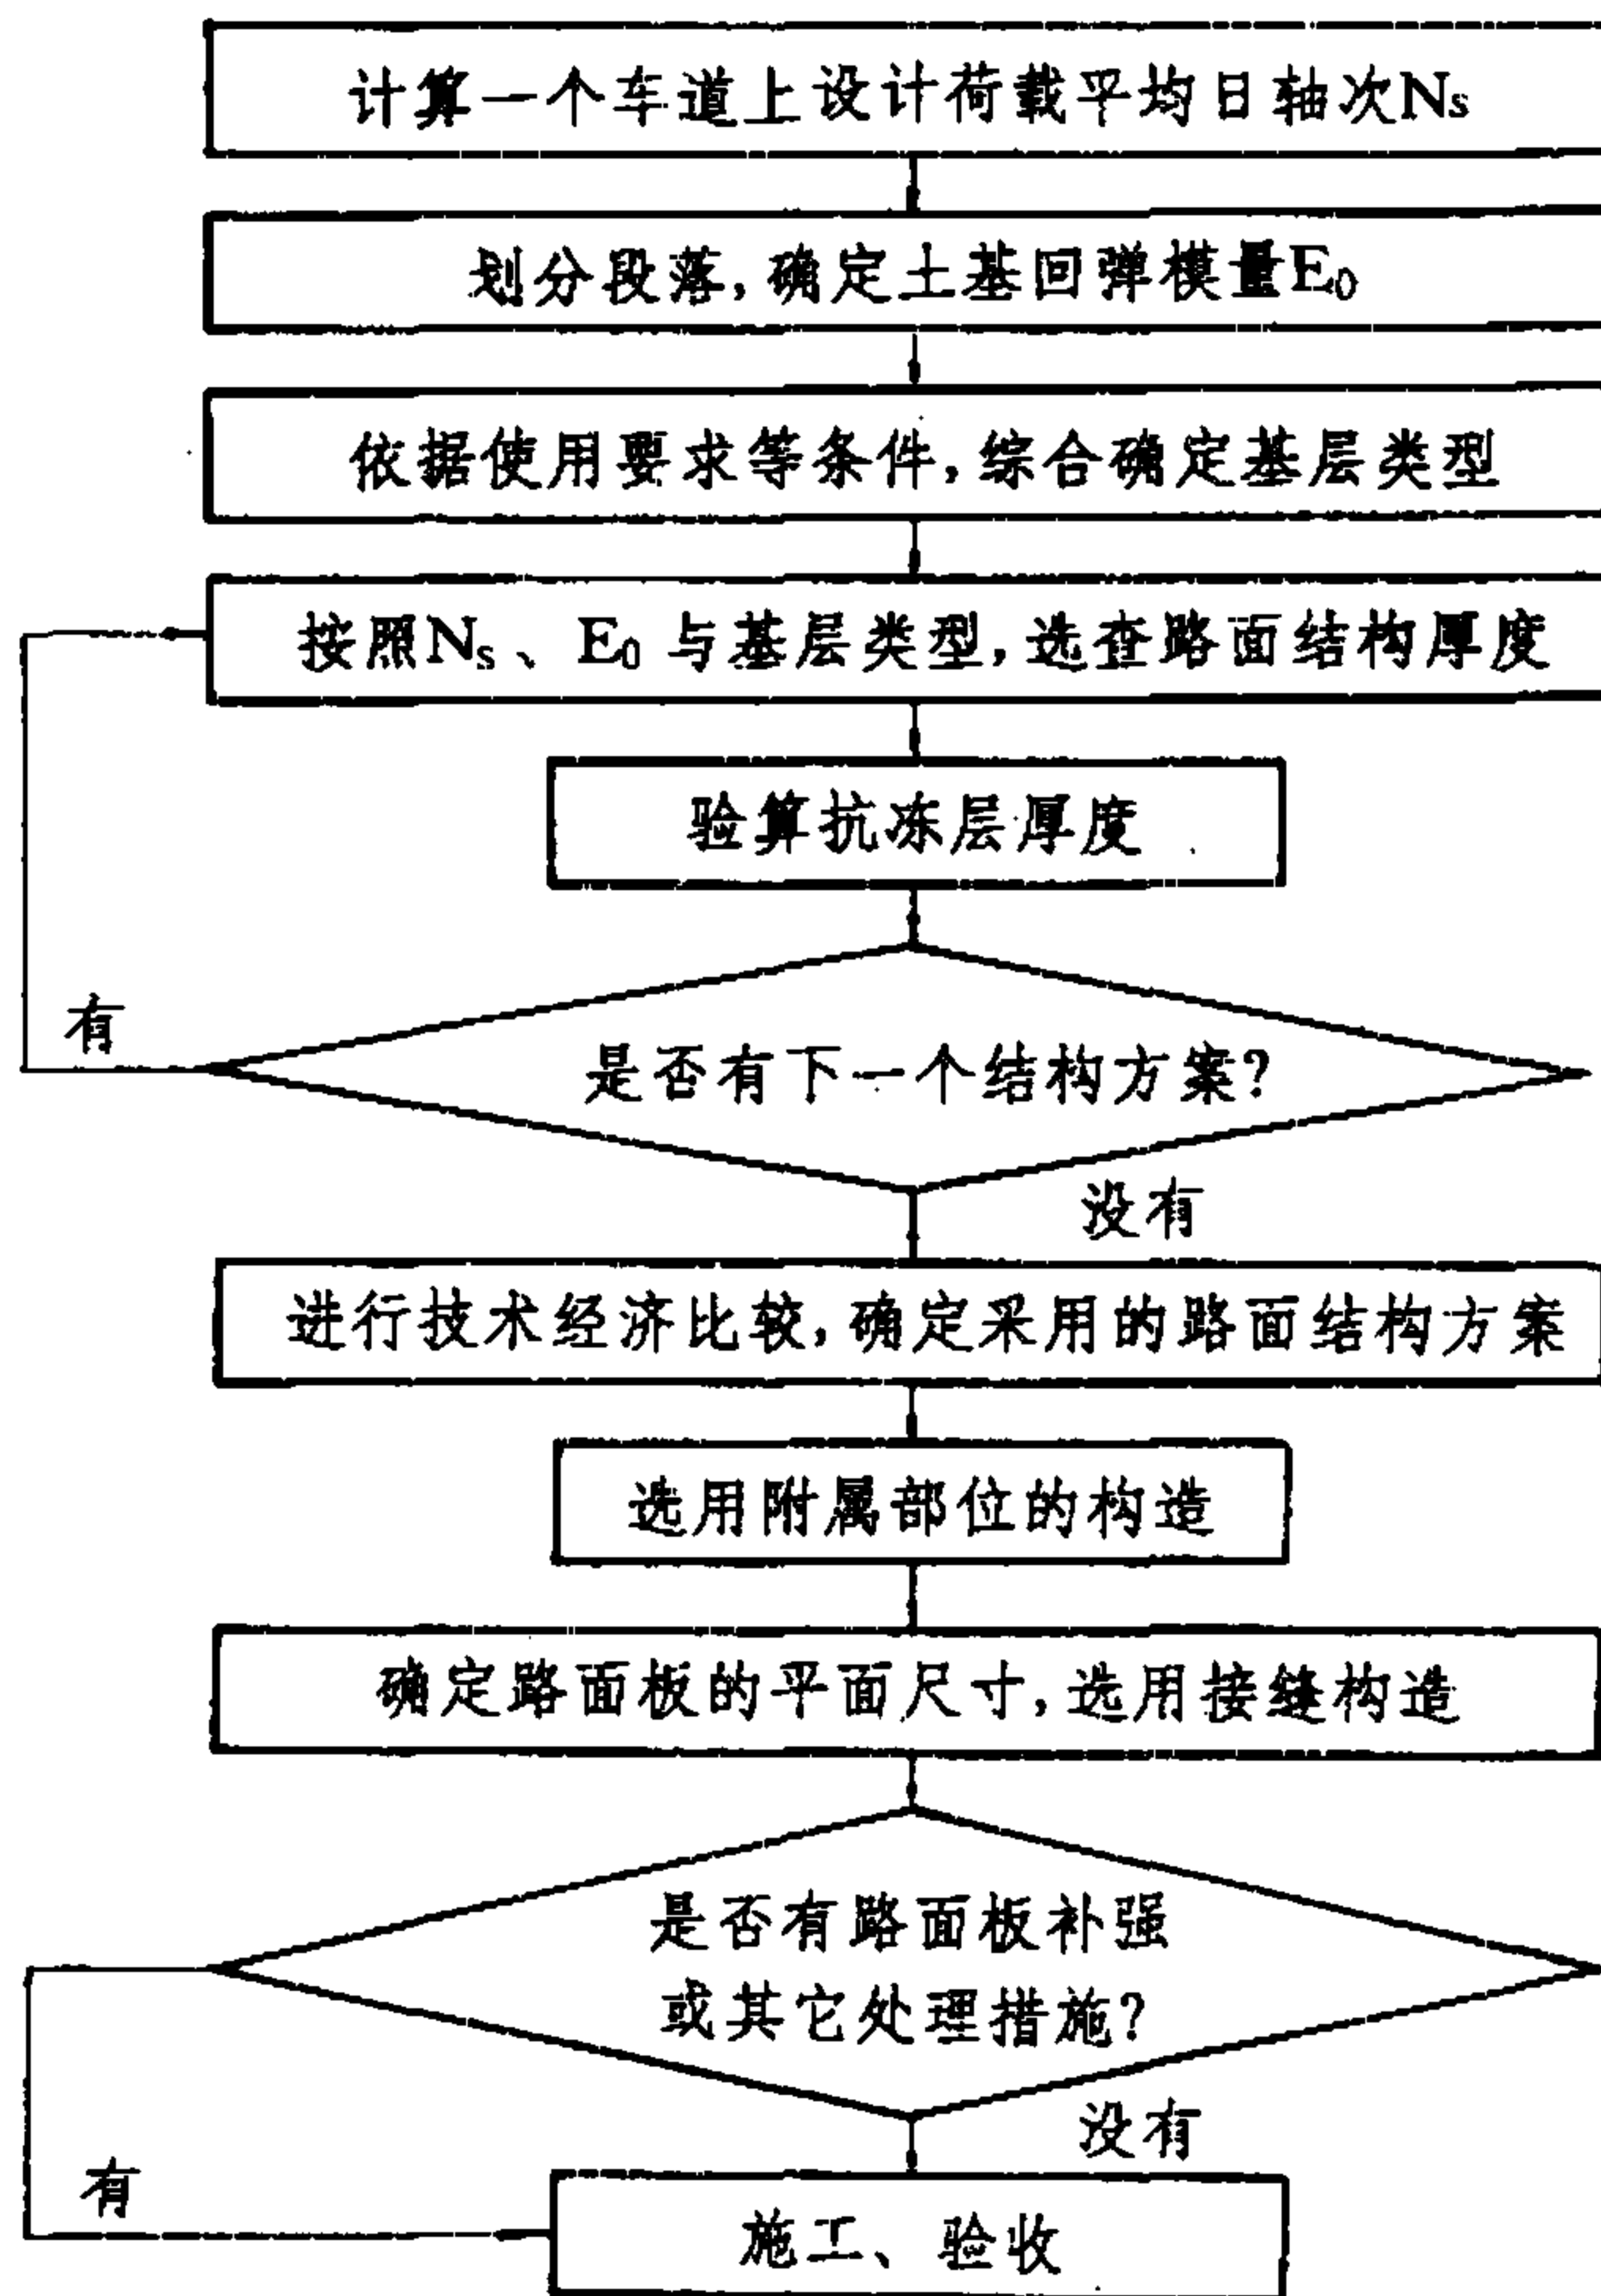 计算一个车道上设计荷载平均日轴次Ns
划分段落,确定土基回弹模量E0
依据使用要求等条件,综合确定基层类型
按照Ns、E0与基层类型,选查路面结构厚度
验算抗冻层厚度
有
是否有下一个结构方案?
没有
进行技术经济比较,确定采用的路面结构方案
选用附属部位的构造
确定路面板的平面尺寸,选用接缝构造
是否有路面板补强
或其它处理措施?
没有
有
施工、验收